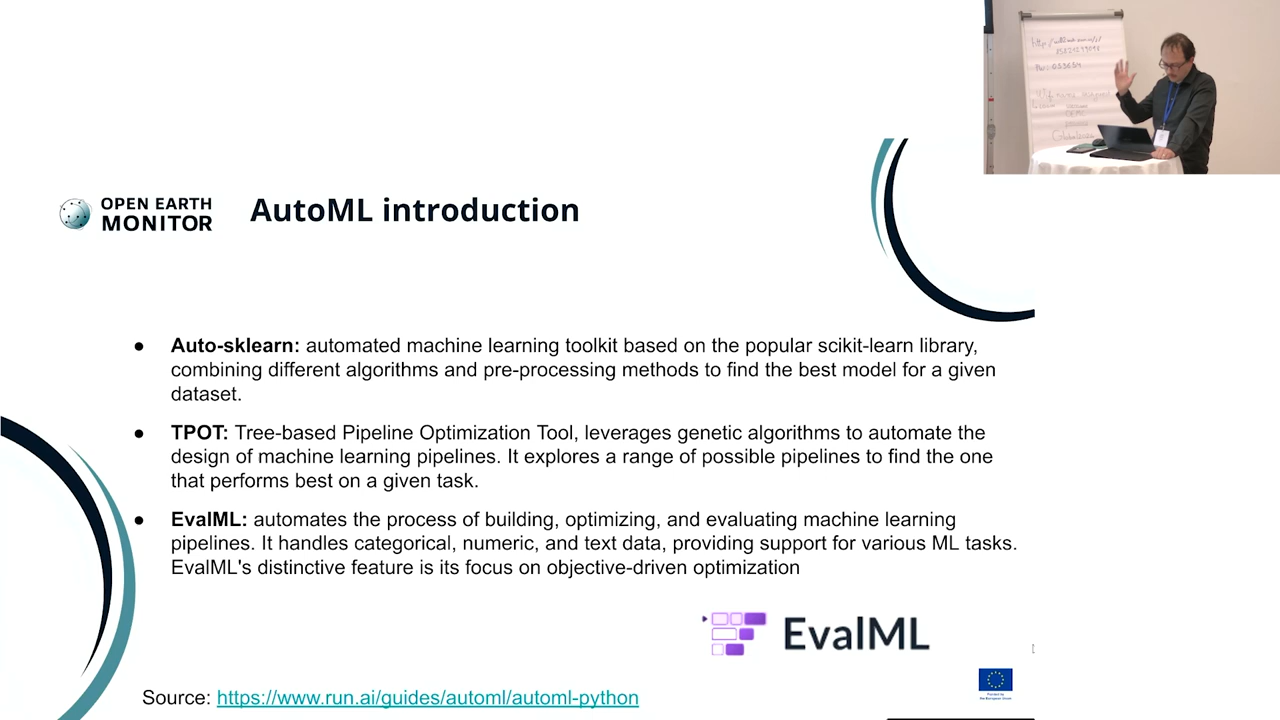 OPEN EARTH
MONITOR
AutoML introduction
● Auto-sklearn: automated machine learning toolkit based on the popular scikit-learn library,
combining different algorithms and pre-processing methods to find the best model for a given
dataset.
● TPOT: Tree-based Pipeline Optimization Tool, leverages genetic algorithms to automate the
design of machine learning pipelines. It explores a range of possible pipelines to find the one
that performs best on a given task.
● EvalML: automates the process of building, optimizing, and evaluating machine learning
pipelines. It handles categorical, numeric, and text data, providing support for various ML tasks.
EvalML's distinctive feature is its focus on objective-driven optimization
EvalML
Source: https://www.run.ai/guides/automl/automl-python